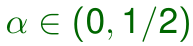 α ∈ (0, 1/2)